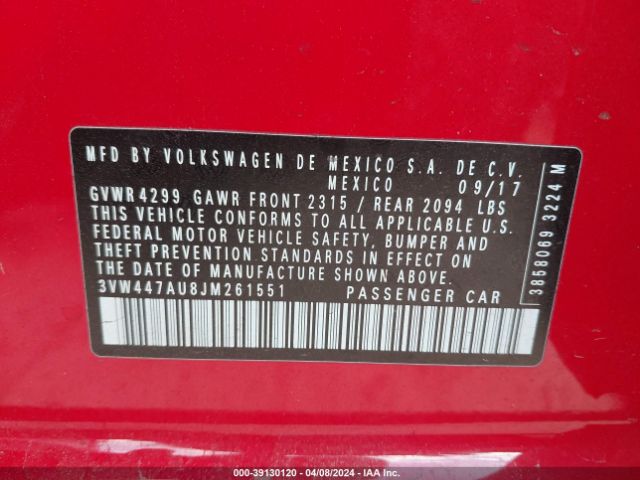 MFD BY VOLKSWAGEN DE MEXICO S.A. DE C.V.
MEXICO 09/17
GVWR 4299 GAWR FRONT 2315 / REAR 2094 LBS
THIS VEHICLE CONFORMS TO ALL APPLICABLE U.S.
FEDERAL MOTOR VEHICLE SAFETY, BUMPER AND
THEFT PREVENTION STANDARDS IN EFFECT ON
THE DATE OF MANUFACTURE SHOWN ABOVE.
3VW447AU8JM261551 PASSENGER CAR
3858069 3224 M
000-39130120 - 04/08/2024 - IAAI.COM